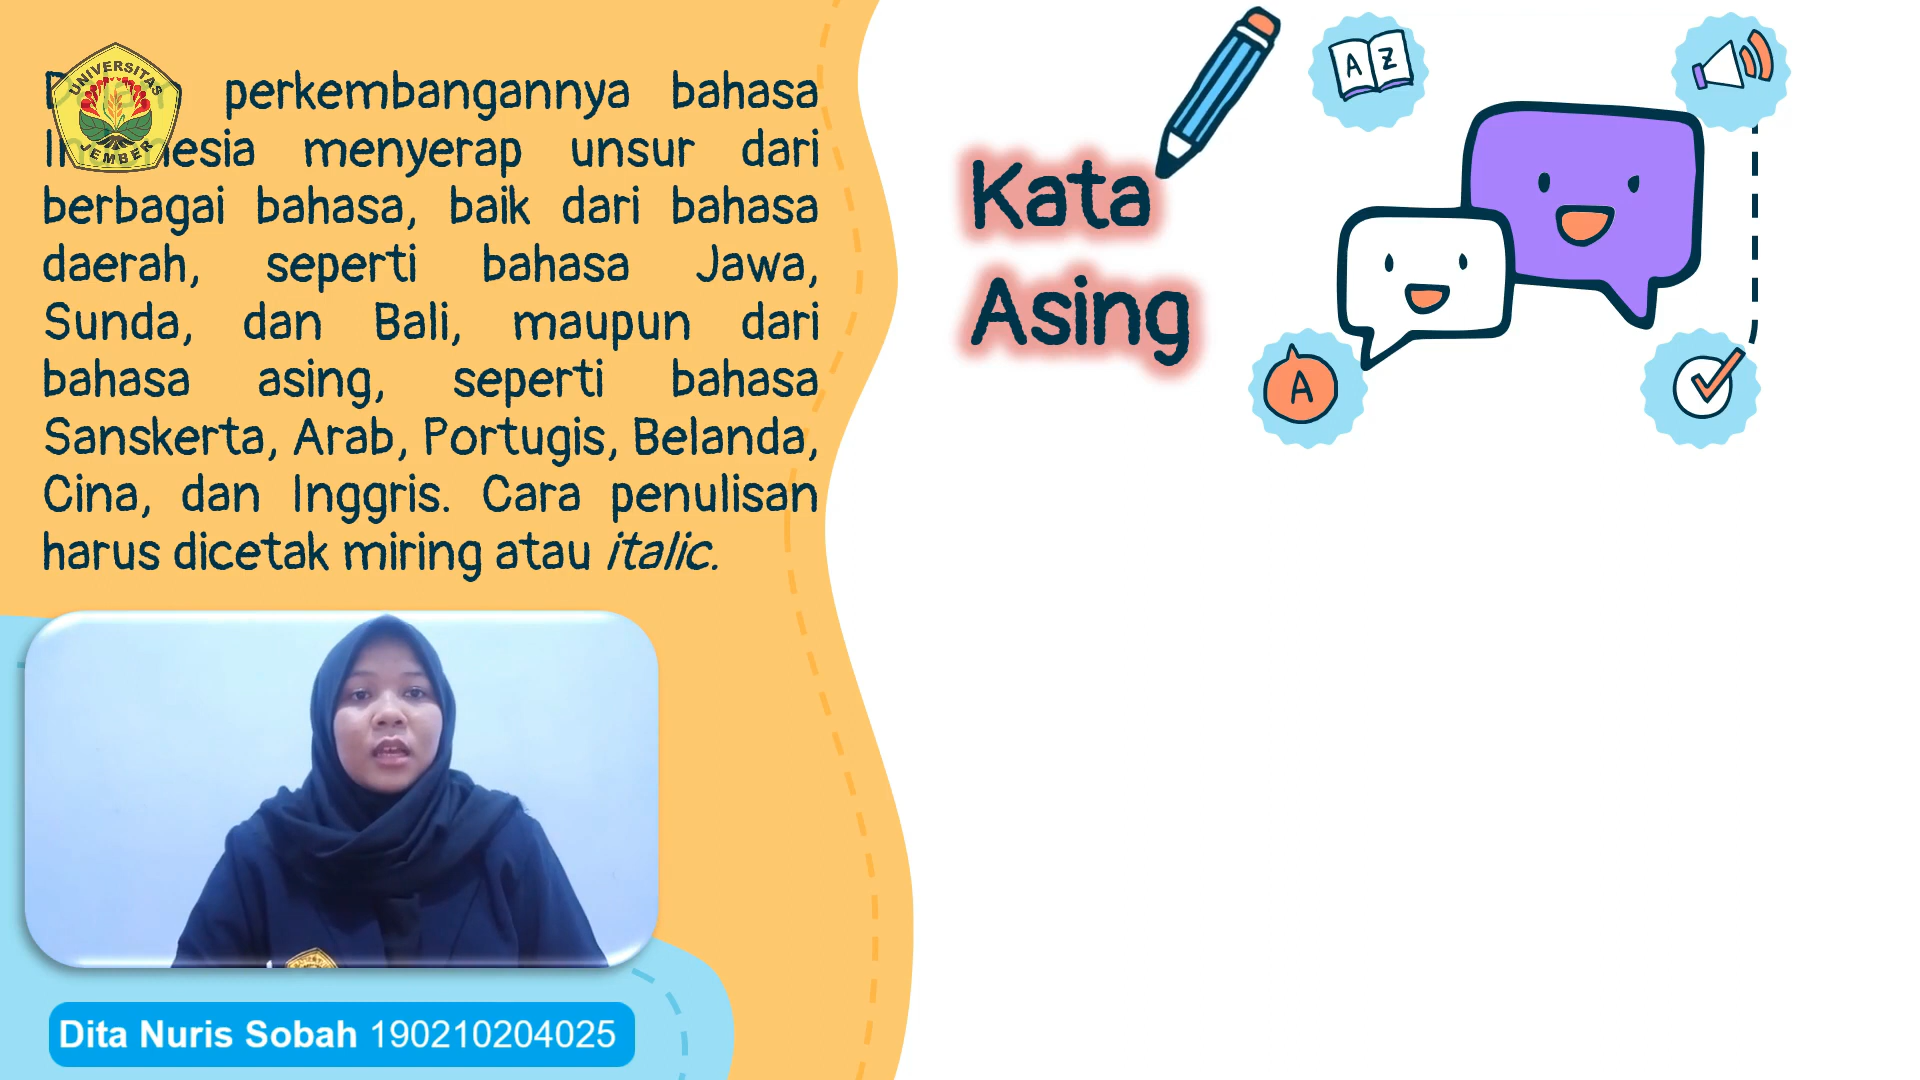 perkembangannya bahasa
menyerap unsur dari
berbagai bahasa, baik dari bahasa
daerah, seperti bahasa Jawa,
Sunda, dan Bali, maupun dari
bahasa asing, seperti bahasa
Sanskerta, Arab, Portugis, Belanda,
Cina, dan Inggris. Cara penulisan
harus dicetak miring atau italic.
UNIVERSITAS
JEMBER
Kata
Asing
A Z
A
Dita Nuris Sobah 190210204025